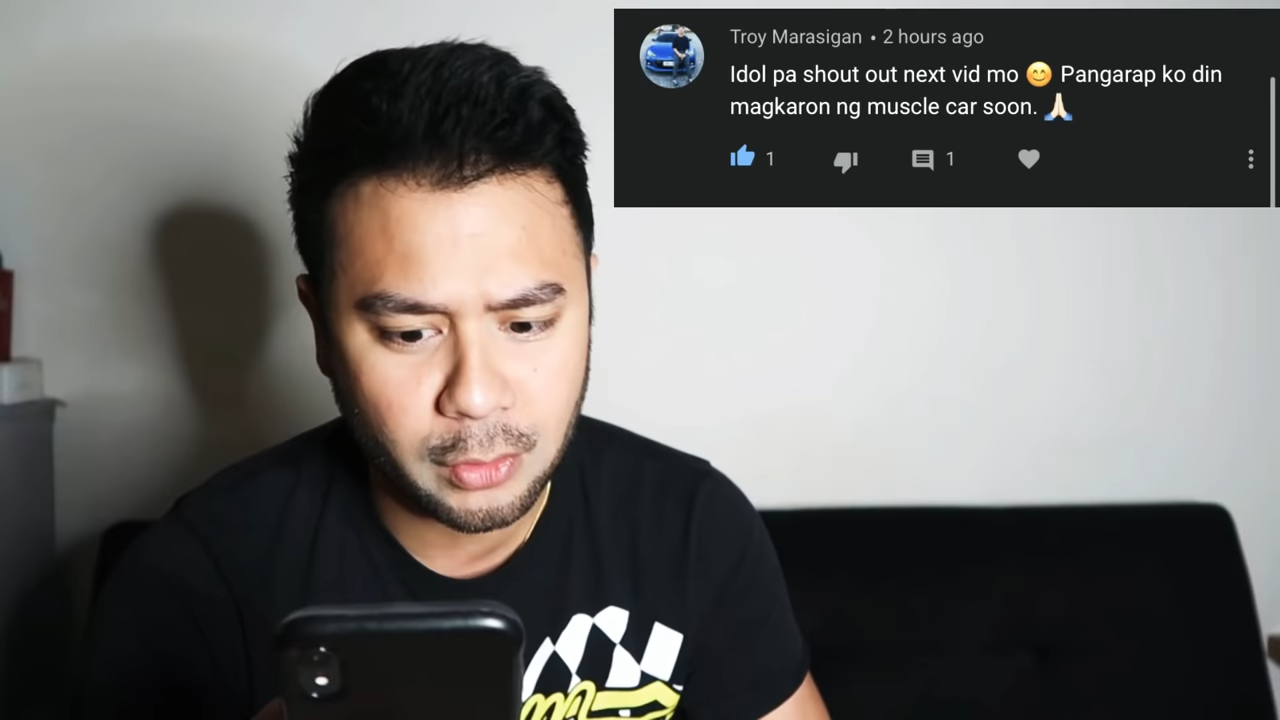 Troy Marasigan • 2 hours ago
Idol pa shout out next vid mo 😊 Pangarap ko din
magkaron ng muscle car soon. 🙏🏻
1
1